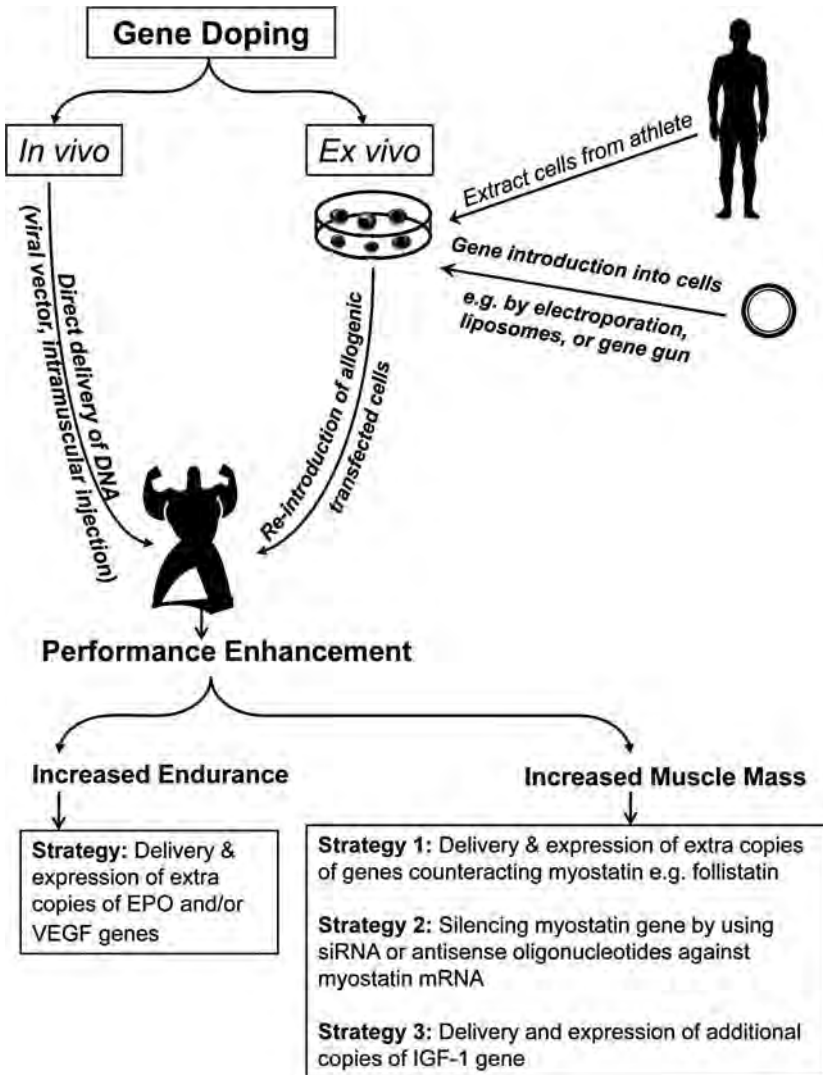 Gene Doping
In vivo
Ex vivo
Extract cells from athlete
Gene introduction into cells
e.g. by electroporation,
liposomes, or gene gun
Direct delivery of DNA
(viral vector, intramuscular injection)
Re-introduction of allogenic
transfected cells
Performance Enhancement
Increased Endurance
Strategy: Delivery &
expression of extra
copies of EPO and/or
VEGF genes
Increased Muscle Mass
Strategy 1: Delivery & expression of extra copies
of genes counteracting myostatin e.g. follistatin
Strategy 2: Silencing myostatin gene by using
siRNA or antisense oligonucleotides against
myostatin mRNA
Strategy 3: Delivery and expression of additional
copies of IGF-1 gene